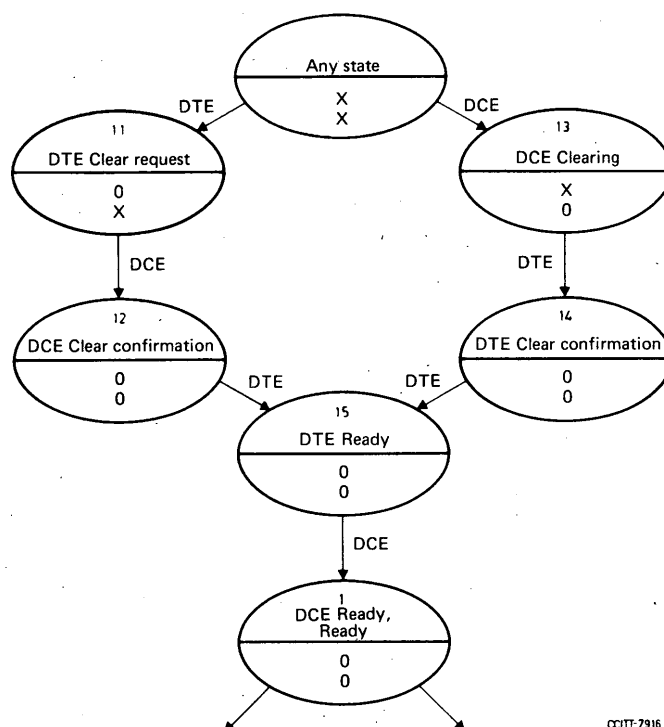 Any state
X
X
DTE
DCE
11
DTE Clear request
0
X
13
DCE Clearing
X
0
DCE
DTE
12
DCE Clear confirmation
0
0
14
DTE Clear confirmation
0
0
DTE
DTE
15
DTE Ready
0
0
DCE
1
DCE Ready,
Ready
0
0
CCITT-7916